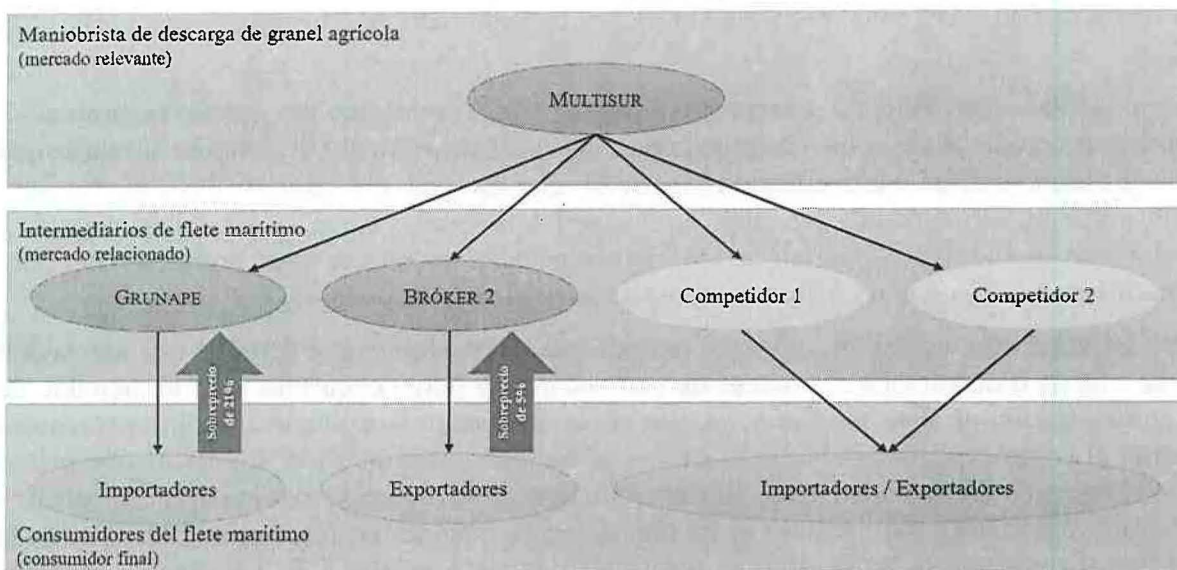 Maniobrista de descarga de granel agrícola
(mercado relevante)
MULTISUR
Intermediarios de flete marítimo
(mercado relacionado)
GRUNAPE
BRÓKER 2
Competidor 1
Competidor 2
Sobreprecio
de 21%
Sobreprecio
de 5%
Importadores
Exportadores
Importadores / Exportadores
Consumidores del flete maritimo
(consumidor final)